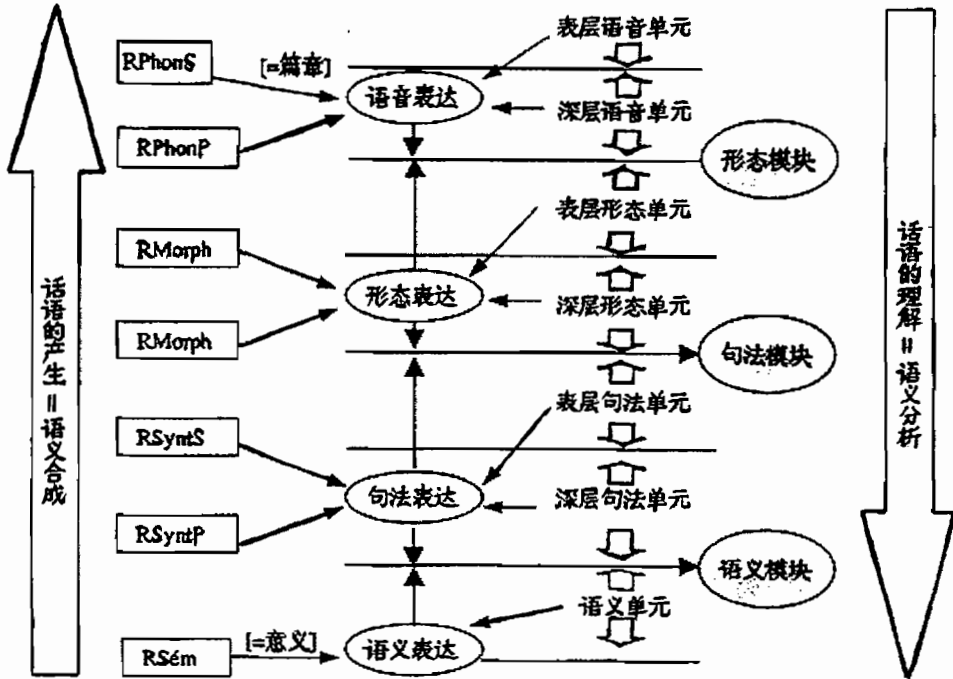 表层语音单元
RPhonS
[=篇章]
语音表达
深层语音单元
RPhonP
形态模块
表层形态单元
RMorph
形态表达
深层形态单元
RMorph
句法模块
表层句法单元
RSyntS
句法表达
深层句法单元
RSyntP
语义模块
语义单元
[=意义]
RSém
语义表达
话语的产生=语义合成
话语的理解=语义分析